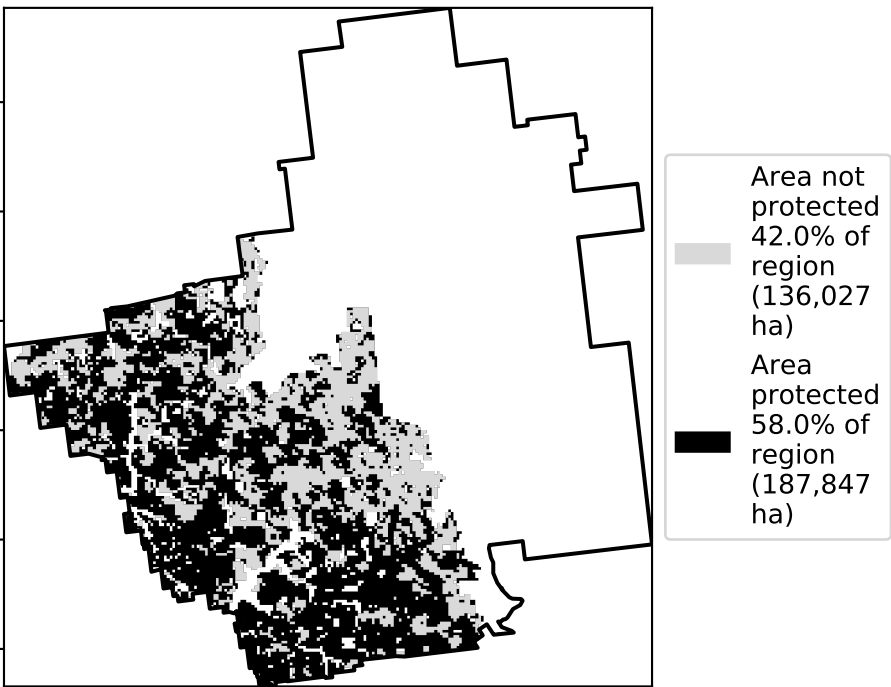 Area not
protected
42.0% of
region
(136,027
ha)
Area
protected
58.0% of
region
(187,847
ha)